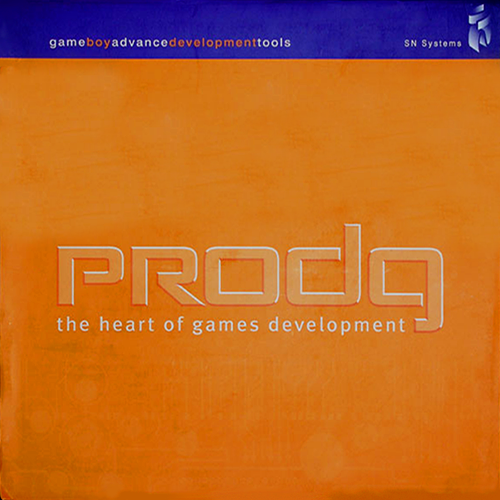 gameboyadvancedevelopmenttools
SN Systems
PRODG
the heart of games development